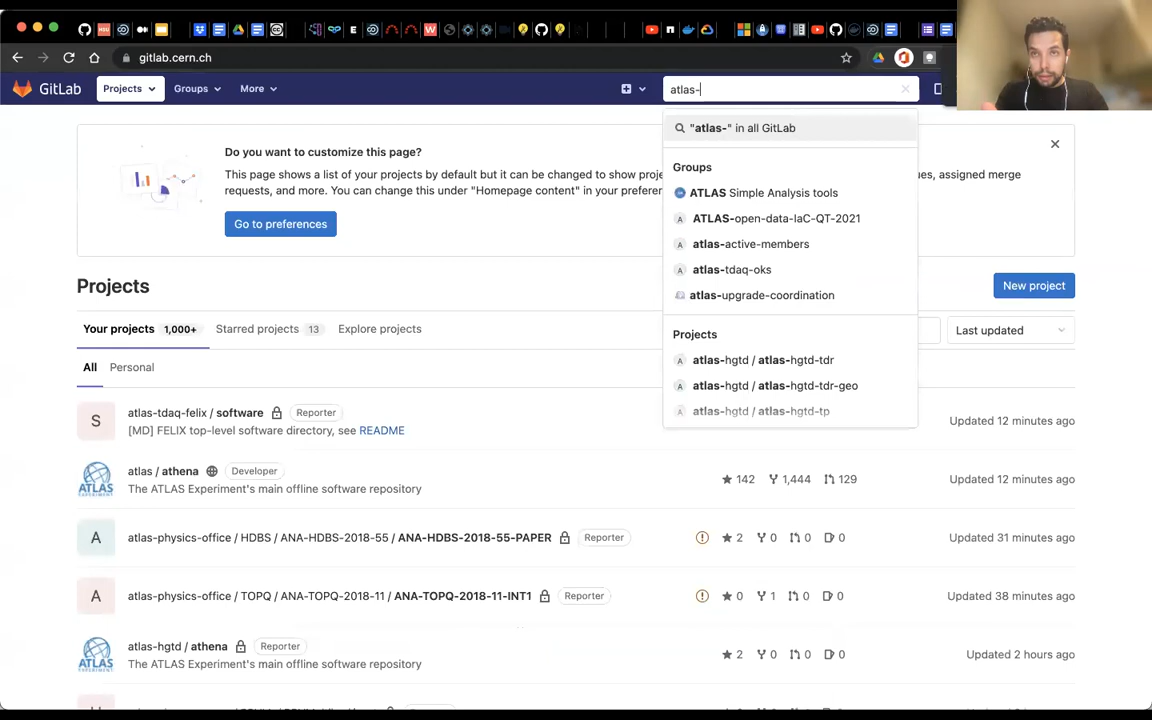 gitlab.cern.ch
GitLab
Projects
Groups
More
atlas-
"atlas-" in all GitLab
Groups
ATLAS Simple Analysis tools
ATLAS-open-data-IaC-QT-2021
atlas-active-members
atlas-tdaq-oks
atlas-upgrade-coordination
Projects
atlas-hgtd / atlas-hgtd-tdr
atlas-hgtd / atlas-hgtd-tdr-geo
atlas-hgtd / atlas-hgtd-tp
Do you want to customize this page?
This page shows a list of your projects by default but it can be changed to show
ues, assigned merge
requests, and more. You can change this under "Homepage content" in your
Go to preferences
Projects
New project
Your projects 1,000+
Starred projects 13
Explore projects
Last updated
All
Personal
S
atlas-tdaq-felix / software
Reporter
Updated 12 minutes ago
[MD] FELIX top-level software directory, see README
ATLAS
EXPERIMENT
atlas / athena
Developer
142
1,444
129
Updated 12 minutes ago
The ATLAS Experiment's main offline software repository
A
atlas-physics-office / HDBS / ANA-HDBS-2018-55 / ANA-HDBS-2018-55-PAPER
Reporter
2
0
0
0
Updated 31 minutes ago
A
atlas-physics-office / TOPQ / ANA-TOPQ-2018-11 / ANA-TOPQ-2018-11-INT1
Reporter
0
1
0
0
Updated 38 minutes ago
ATLAS
EXPERIMENT
atlas-hgtd / athena
Reporter
2
0
0
Updated 2 hours ago
The ATLAS Experiment's main offline software repository